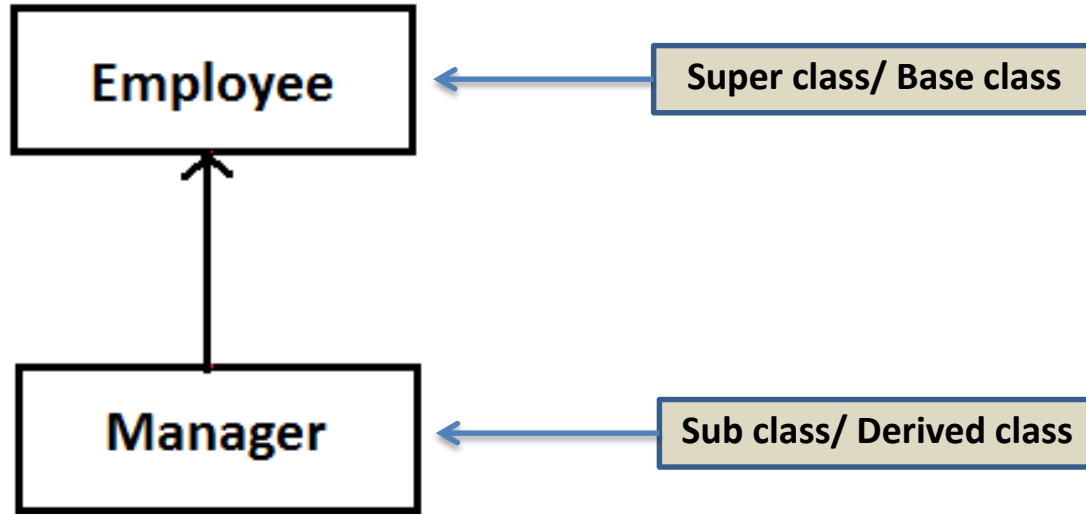 Employee
Super class/ Base class
Manager
Sub class/ Derived class